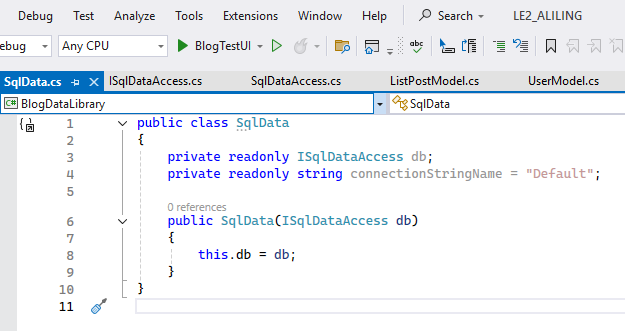 Test Analyze Tools Extensions Window Help Search LE2_ALILING
ebug Any CPU BlogTestUI
SqlData.cs ISqlDataAccess.cs SqlDataAccess.cs ListPostModel.cs UserModel.cs
BlogDataLibrary SqlData
1 public class SqlData
2 {
3 private readonly ISqlDataAccess db;
4 private readonly string connectionStringName = "Default";
5
0 references
6 public SqlData(ISqlDataAccess db)
7 {
8 this.db = db;
9 }
10 }
11